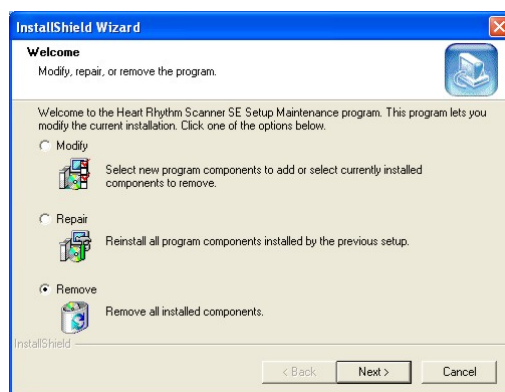 InstallShield Wizard
Welcome
Modify, repair, or remove the program.
Welcome to the Heart Rhythm Scanner SE Setup Maintenance program. This program lets you
modify the current installation. Click one of the options below.
Modify
Select new program components to add or select currently installed
components to remove.
Repair
Reinstall all program components installed by the previous setup.
Remove
Remove all installed components.
InstallShield
< Back
Next >
Cancel